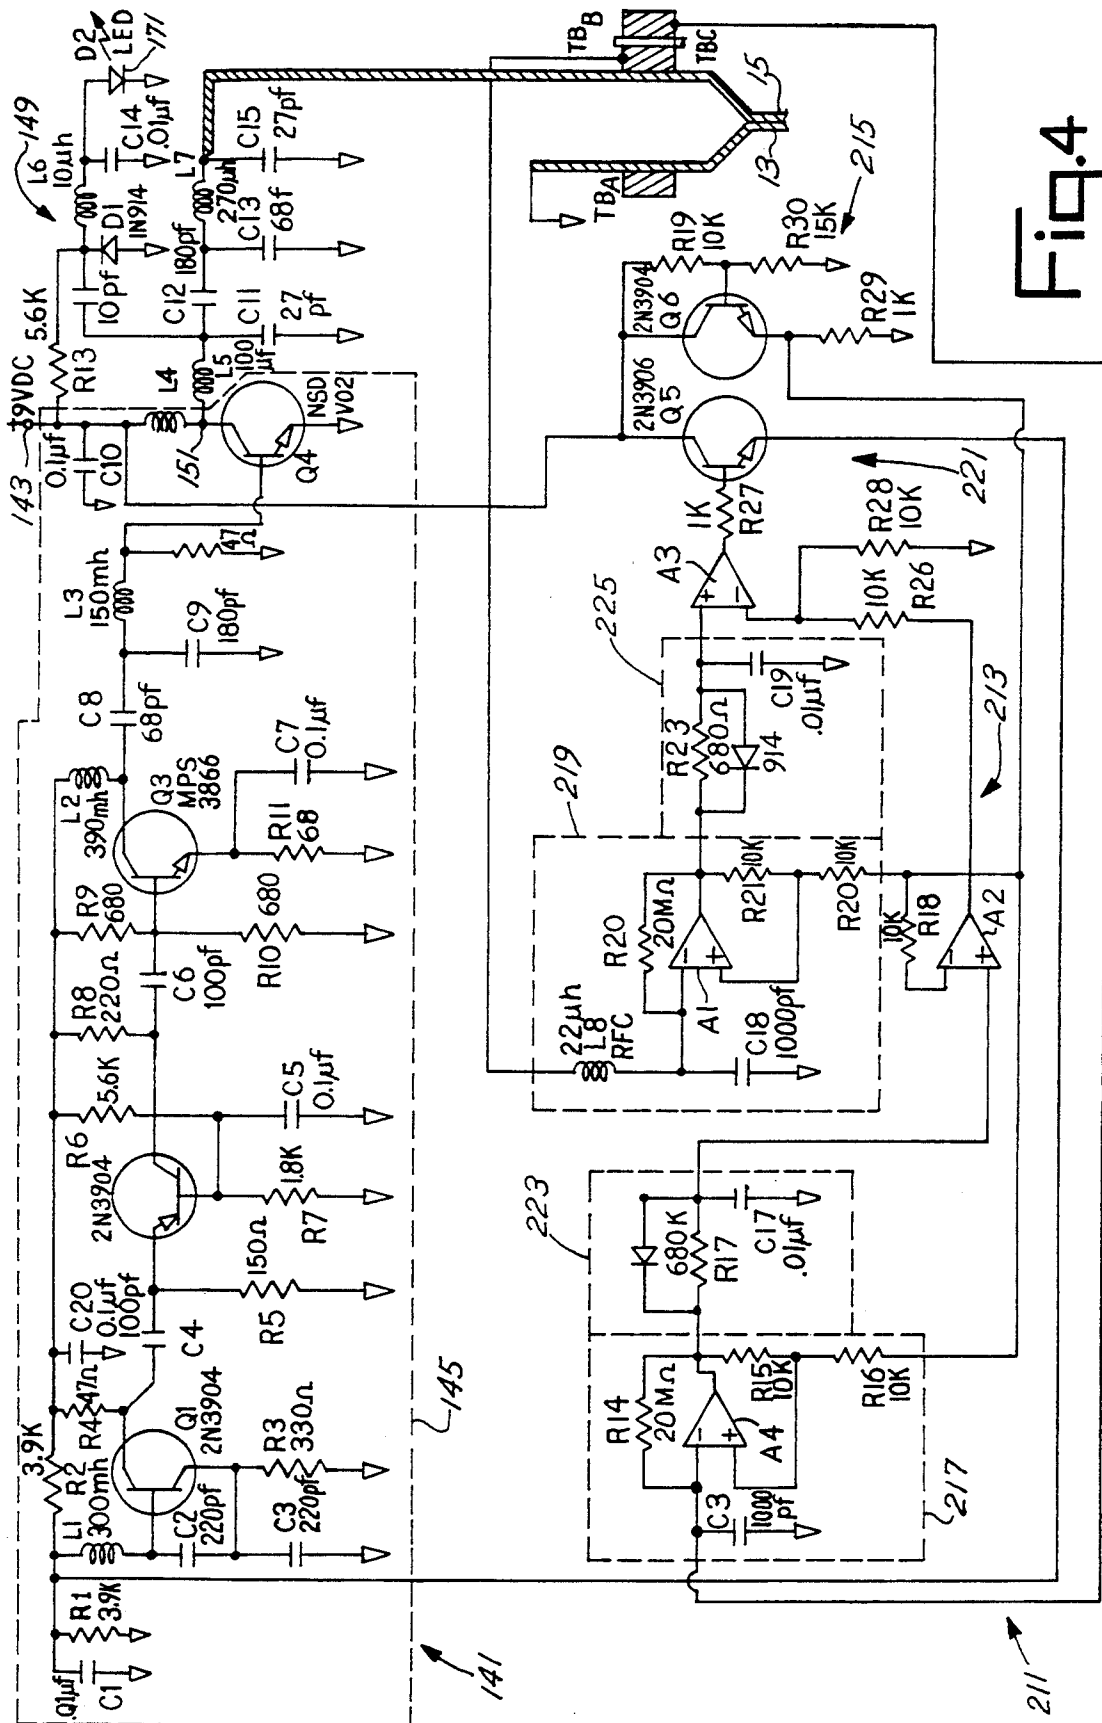 .01µf
C1
R1
3.9K
L1
300mh
R2
3.9K
R4
47Ω
C20
0.1µf
100pf
C4
Q1
2N3904
C2
220pf
C3
220pf
R3
330Ω
R5
150Ω
2N3904
R6
5.6K
R7
1.8K
C5
0.1µf
R8
220Ω
C6
100pf
R9
680
R10
680
L2
390mh
Q3
MPS
3866
R11
68
C7
0.1µf
C8
68pf
C9
180pf
L3
150mh
47
Ω
143
+9VDC
0.1µf
C10
151
L4
Q4
NSD
V02
L5
100
µf
R13
5.6K
10pf
C12
180pf
C11
27
pf
D1
1N914
L6
10µh
149
C13
68f
L7
270µh
C14
.01µf
C15
27pf
D2
LED
171
141
145
TBA
TBB
TBC
13
15
Fig.4
211
C3
1000
pf
R14
20MΩ
A4
R15
10K
R16
10K
217
223
680K
R17
C17
.01µf
22µh
L8
RFC
C18
1000pf
R20
20MΩ
A1
R21
10K
R20
10K
219
R23
680Ω
914
C19
.01µf
225
10K
R18
A2
213
A3
1K
R27
10K
R26
R28
10K
221
2N3906
Q5
2N3904
Q6
R19
10K
R30
15K
R29
1K
215